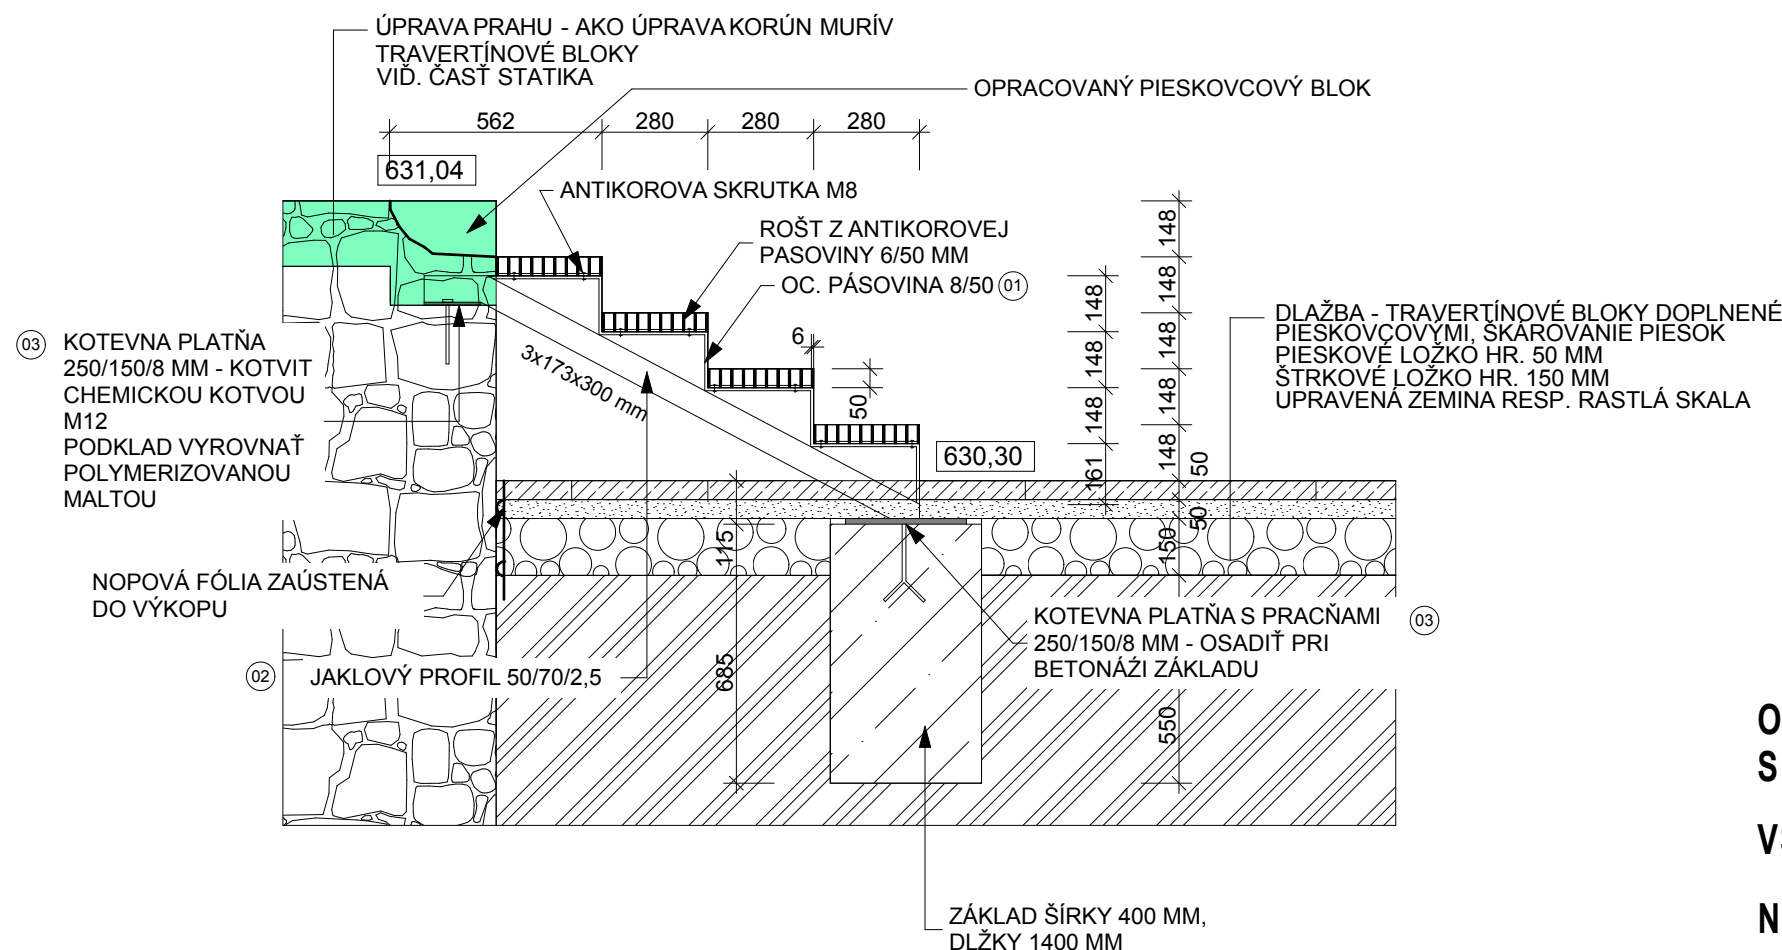 ÚPRAVA PRAHU - AKO ÚPRAVA KORÚN MURÍV
TRAVERTÍNOVÉ BLOKY
VIĎ. ČASŤ STATIKA
OPRACOVANÝ PIESKOVCOVÝ BLOK
562
280
280
280
631,04
ANTIKOROVA SKRUTKA M8
ROŠT Z ANTIKOROVEJ
PASOVINY 6/50 MM
OC. PÁSOVINA 8/50 01
148
148
148
148
148
148
148
148
161
50
50
150
550
6
50
3x173x300 mm
DLAŽBA - TRAVERTÍNOVÉ BLOKY DOPLNENÉ
PIESKOVCOVÝMI, ŠKÁROVANIE PIESOK
PIESKOVÉ LOŽKO HR. 50 MM
ŠTRKOVÉ LOŽKO HR. 150 MM
UPRAVENÁ ZEMINA RESP. RASTLÁ SKALA
03 KOTEVNA PLATŇA
250/150/8 MM - KOTVIT
CHEMICKOU KOTVOU
M12
PODKLAD VYROVNAŤ
POLYMERIZOVANOU
MALTOU
630,30
115
685
NOPOVÁ FÓLIA ZAÚSTENÁ
DO VÝKOPU
KOTEVNA PLATŇA S PRACŇAMI 03
250/150/8 MM - OSADIŤ PRI
BETONÁŽI ZÁKLADU
02 JAKLOVÝ PROFIL 50/70/2,5
ZÁKLAD ŠÍRKY 400 MM,
DLŽKY 1400 MM
O
S
V
N